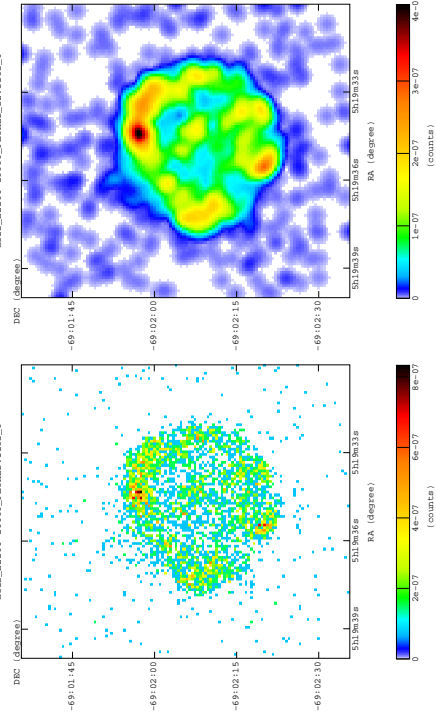 DEC (degree)
-69:01:45
-69:02:00
-69:02:15
-69:02:30
5h19m33s
5h19m36s
5h19m39s
RA (degree)
0
1e-07
2e-07
3e-07
4e-0
(counts)
DEC (degree)
-69:01:45
-69:02:00
-69:02:15
-69:02:30
5h19m33s
5h19m36s
5h19m39s
RA (degree)
0
2e-07
4e-07
6e-07
8e-07
(counts)